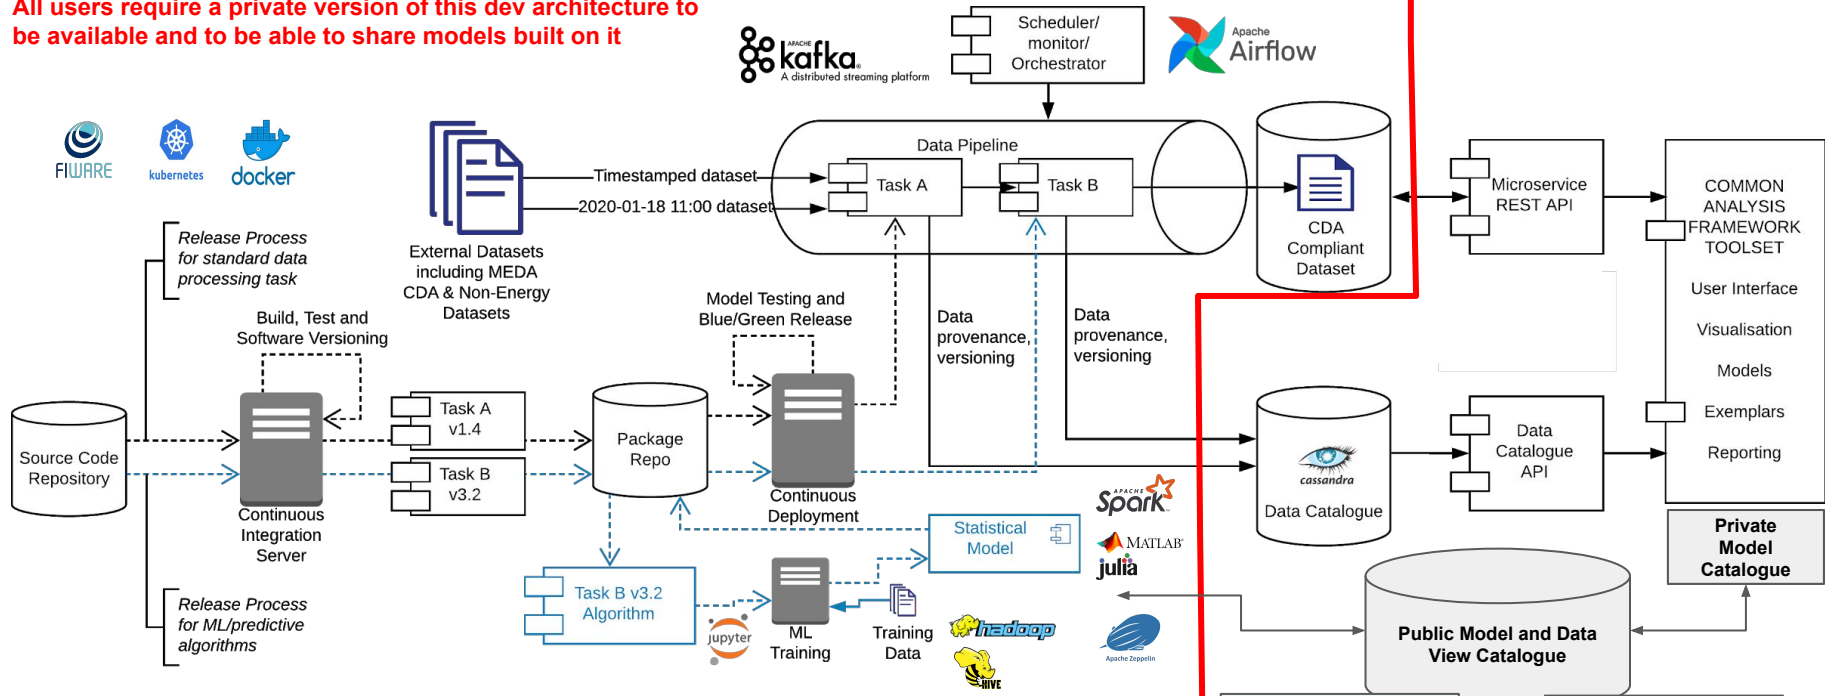 All users require a private version of this dev architecture to
be available and to be able to share models built on it
APACHE
kafka®
A distributed streaming platform
Scheduler/
monitor/
Orchestrator
Apache
Airflow
FIWARE
kubernetes
docker
External Datasets
including MEDA
CDA & Non-Energy
Datasets
Timestamped dataset
2020-01-18 11:00 dataset
Data Pipeline
Task A
Task B
CDA
Compliant
Dataset
Microservice
REST API
COMMON
ANALYSIS
FRAMEWORK
TOOLSET
User Interface
Visualisation
Models
Exemplars
Reporting
Release Process
for standard data
processing task
Build, Test and
Software Versioning
Model Testing and
Blue/Green Release
Data
provenance,
versioning
Data
provenance,
versioning
Source Code
Repository
Continuous
Integration
Server
Task A
v1.4
Task B
v3.2
Package
Repo
Continuous
Deployment
cassandra
Data Catalogue
Data
Catalogue
API
Private
Model
Catalogue
Statistical
Model
APACHE
Spark™
MATLAB®
julia
Release Process
for ML/predictive
algorithms
Task B v3.2
Algorithm
jupyter
ML
Training
Training
Data
hadoop
HIVE
Apache Zeppelin
Public Model and Data
View Catalogue